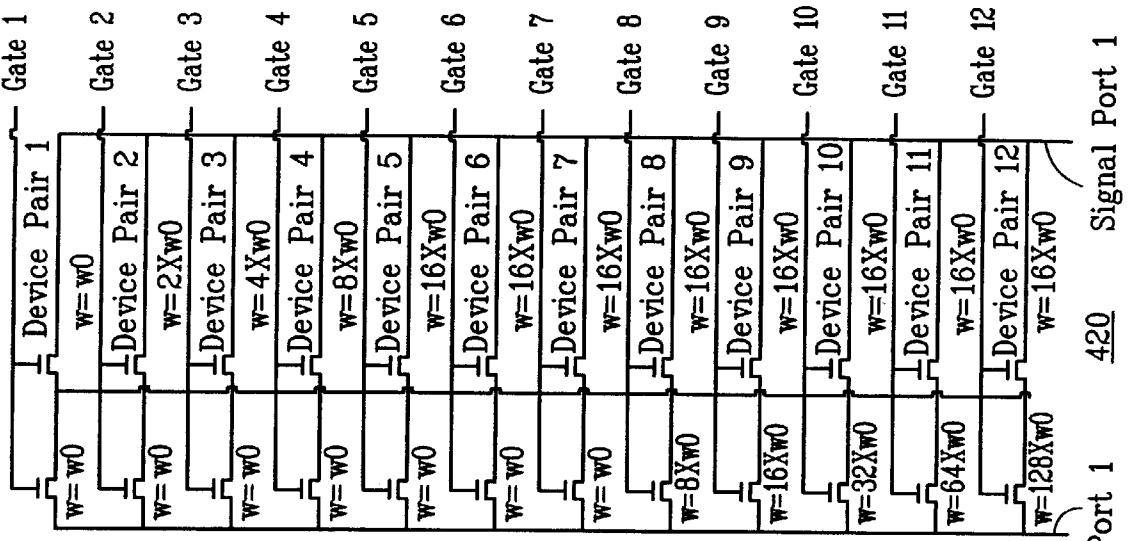 Gate 1
Device Pair 1
w=w0
w=w0
Gate 2
Device Pair 2
w=2Xw0
w=w0
Gate 3
Device Pair 3
w=4Xw0
w=w0
Gate 4
Device Pair 4
w=8Xw0
w=w0
Gate 5
Device Pair 5
w=16Xw0
w=w0
Gate 6
Device Pair 6
w=16Xw0
w=w0
Gate 7
Device Pair 7
w=16Xw0
w=w0
Gate 8
Device Pair 8
w=16Xw0
w=8Xw0
Gate 9
Device Pair 9
w=16Xw0
w=16Xw0
Gate 10
Device Pair 10
w=16Xw0
w=32Xw0
Gate 11
Device Pair 11
w=16Xw0
w=64Xw0
Gate 12
Device Pair 12
w=16Xw0
w=128Xw0
Signal Port 1
420
Port 1